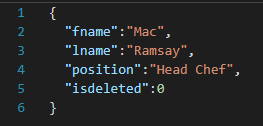 1 {
2 "fname":"Mac",
3 "lname":"Ramsay",
4 "position":"Head Chef",
5 "isdeleted":0
6 }